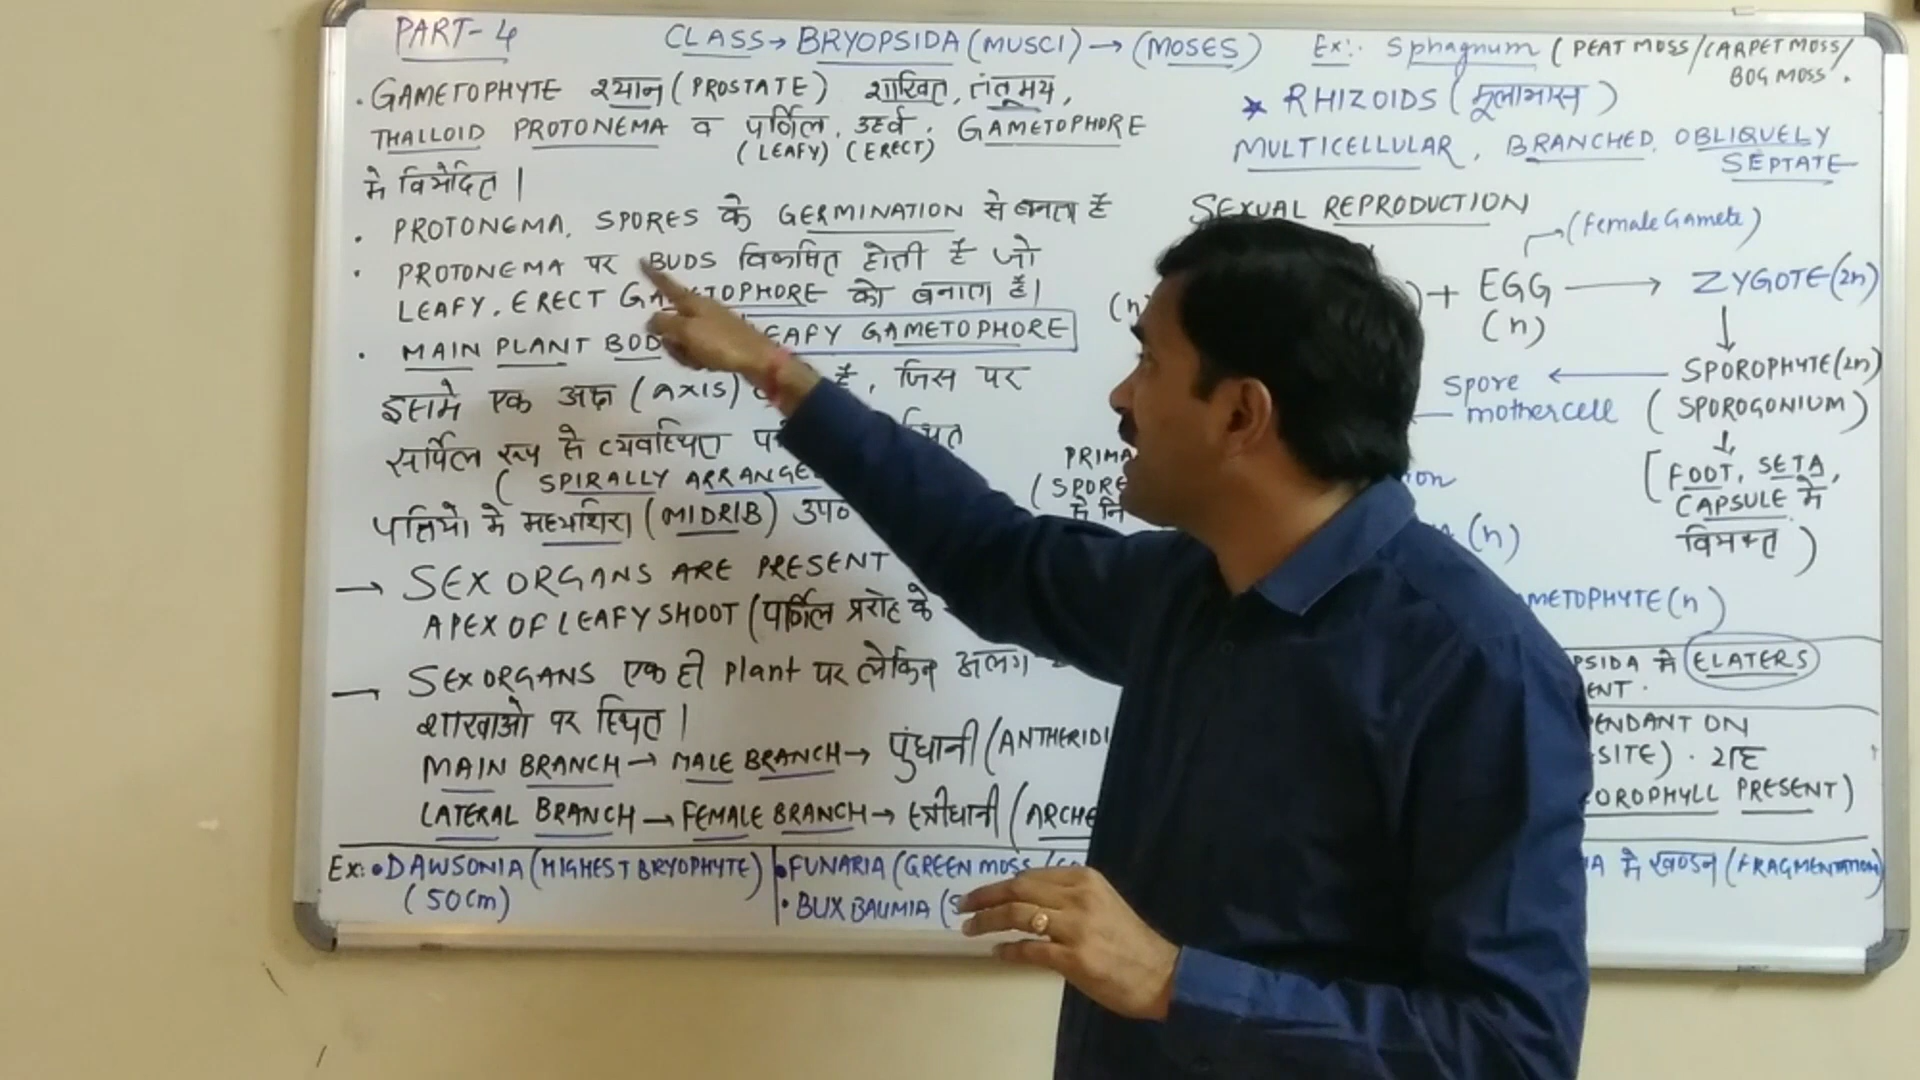 PART-4
CLASS→ BRYOPSIDA (MUSCI) → (MOSES)
Ex:- Sphagnum ( PEAT MOSS/CARPET MOSS/
BOG MOSS.
• GAMETOPHYTE श्यान (PROSTATE) शाखित, तंतूमय,
THALLOID PROTONEMA व पर्णिल, उर्ध्व, GAMETOPHORE
(LEAFY) (ERECT)
मे विभेदित |
• PROTONEMA, SPORES के GERMINATION से बनता है
• PROTONEMA पर BUDS विकसित होती है जो
LEAFY, ERECT GAMETOPHORE को बनाता है|
• MAIN PLANT BOD LEAFY GAMETOPHORE
इसमे एक अक्ष (AXIS) है, जिस पर
सर्पिल रूप से व्यवस्थित
( SPIRALLY ARRANGE
पत्तियो मे मध्यशिरा (MIDRIB)
→ SEX ORGANS ARE PRESENT
APEX OF LEAFY SHOOT (पर्णिल प्ररोह के
— SEX ORGANS एक ही Plant पर लेकिन अलग
शाखाओ पर स्थित |
MAIN BRANCH → MALE BRANCH → पुंधानी (ANTHERIDI
LATERAL BRANCH → FEMALE BRANCH → स्त्रीधानी (ARCHE
Ex: • DAWSONIA (HIGHEST BRYOPHYTE)
(50cm)
• FUNARIA (GREEN MOSS
• BUX BAUMIA (S
* RHIZOIDS (मूलाभास)
MULTICELLULAR, BRANCHED, OBLIQUELY
SEPTATE
SEXUAL REPRODUCTION
(Female Gamete)
(n) + EGG → ZYGOTE (2n)
(n)
↓
SPOROPHYTE (2n)
Spore ←
mother cell
( SPOROGONIUM )
↓
[FOOT, SETA,
CAPSULE मे
विभक्त )
PRIMA
(SPORE
से नि
ion
(n)
METOPHYTE (n)
PSIDA मे ELATERS
ENT.
ENDANT ON
SITE).
OROPHYLL PRESENT)
A मे खण्डन (FRAGMENTATION)